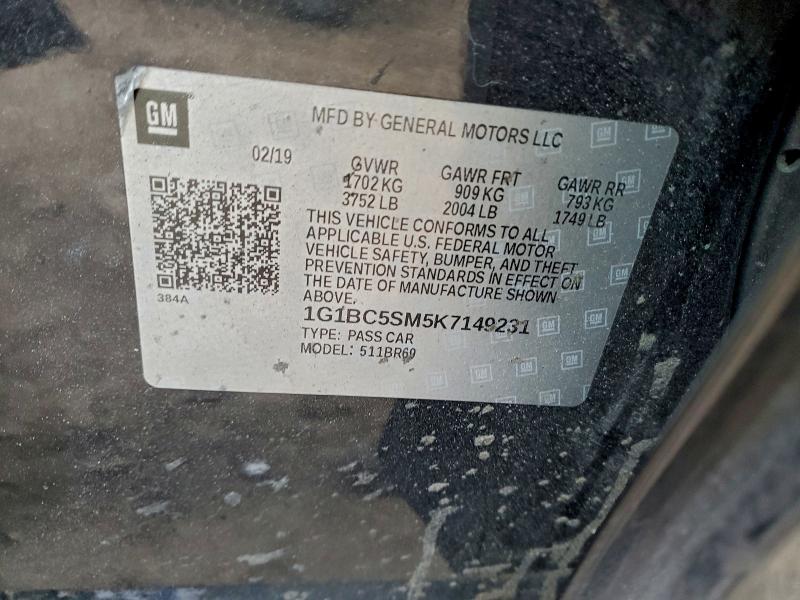 GM
MFD BY GENERAL MOTORS LLC
02/19
GVWR GAWR FRT GAWR RR
1702 KG 909 KG 793 KG
3752 LB 2004 LB 1749 LB
THIS VEHICLE CONFORMS TO ALL
APPLICABLE U.S. FEDERAL MOTOR
VEHICLE SAFETY, BUMPER, AND THEFT
PREVENTION STANDARDS IN EFFECT ON
THE DATE OF MANUFACTURE SHOWN
ABOVE.
384A
1G1BC5SM5K7149231
TYPE: PASS CAR
MODEL: 511BR69